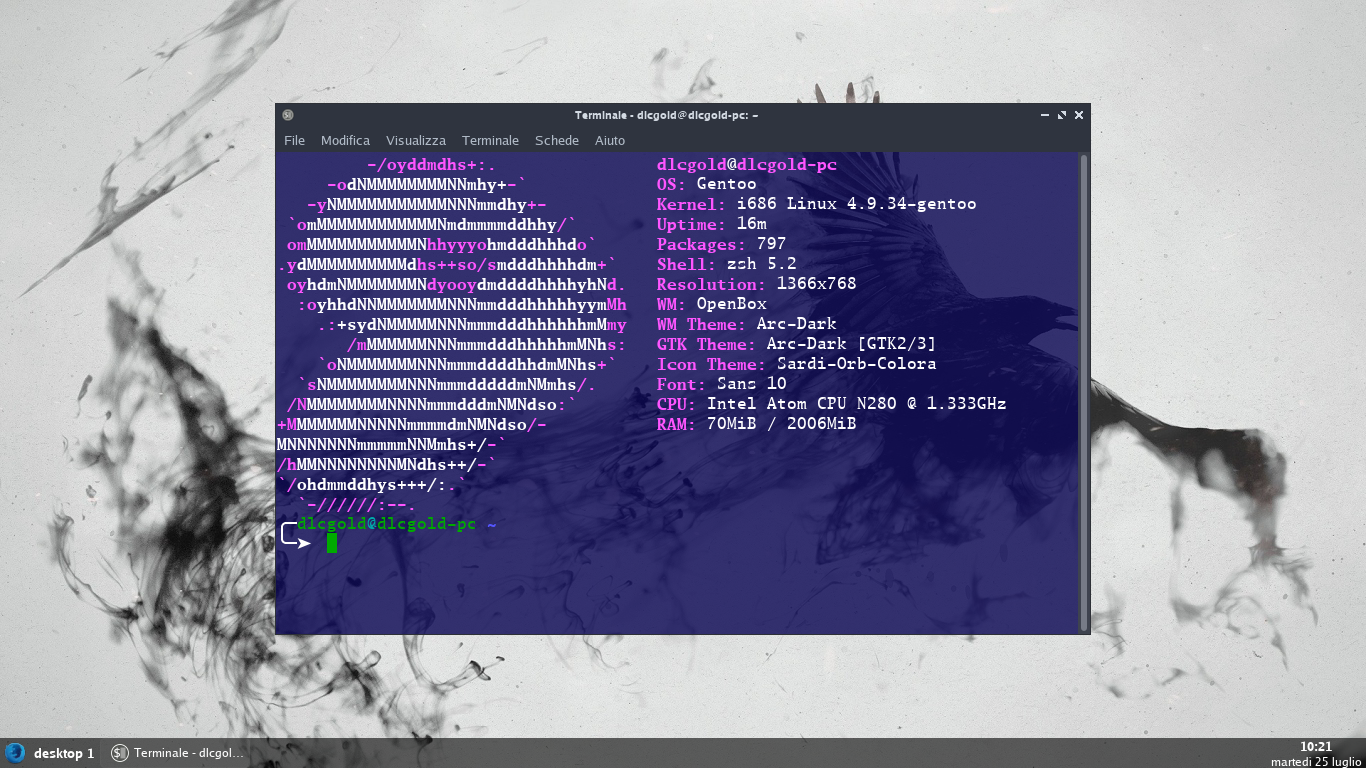 Terminale - dlcgold@dlcgold-pc: ~
File Modifica Visualizza Terminale Schede Aiuto
-/oyddmdhs+:. dlcgold@dlcgold-pc
-odNMMMMMMMMNNmhy+-` OS: Gentoo
-yNMMMMMMMMMMMNNNmmdhy+- Kernel: i686 Linux 4.9.34-gentoo
`omMMMMMMMMMMMMNmdmmmmddhhy/` Uptime: 16m
omMMMMMMMMMMMNhhyyyohmdddhhhdo` Packages: 797
.ydMMMMMMMMMMdhs++so/smdddhhhhdm+` Shell: zsh 5.2
oyhdmNMMMMMMMNdyooydmddddhhhhyhNd. Resolution: 1366x768
:oyhhdNNMMMMMMMNNNmmdddhhhhhyymMh WM: OpenBox
.:+sydNMMMMMNNNmmmdddhhhhhhmMmy WM Theme: Arc-Dark
/mMMMMMMNNNmmmdddhhhhhmMNhs: GTK Theme: Arc-Dark [GTK2/3]
`oNMMMMMMMNNNmmmddddhhdmMNhs+` Icon Theme: Sardi-Orb-Colora
`sNMMMMMMMMNNNmmmdddddmNMmhs/. Font: Sans 10
/NMMMMMMMMNNNNmmmdddmNMNdso:` CPU: Intel Atom CPU N280 @ 1.333GHz
+MMMMMMMNNNNNmmmmdmNMNdso/- RAM: 70MiB / 2006MiB
MNNNNNNNmmmmmNNMmhs+/-`
/hMMNNNNNNNNMNdhs++/-`
`/ohdmmddhys+++/:.`
`-//////:--.
dlcgold@dlcgold-pc ~
desktop 1
Terminale - dlcgol...
10:21
martedì 25 luglio